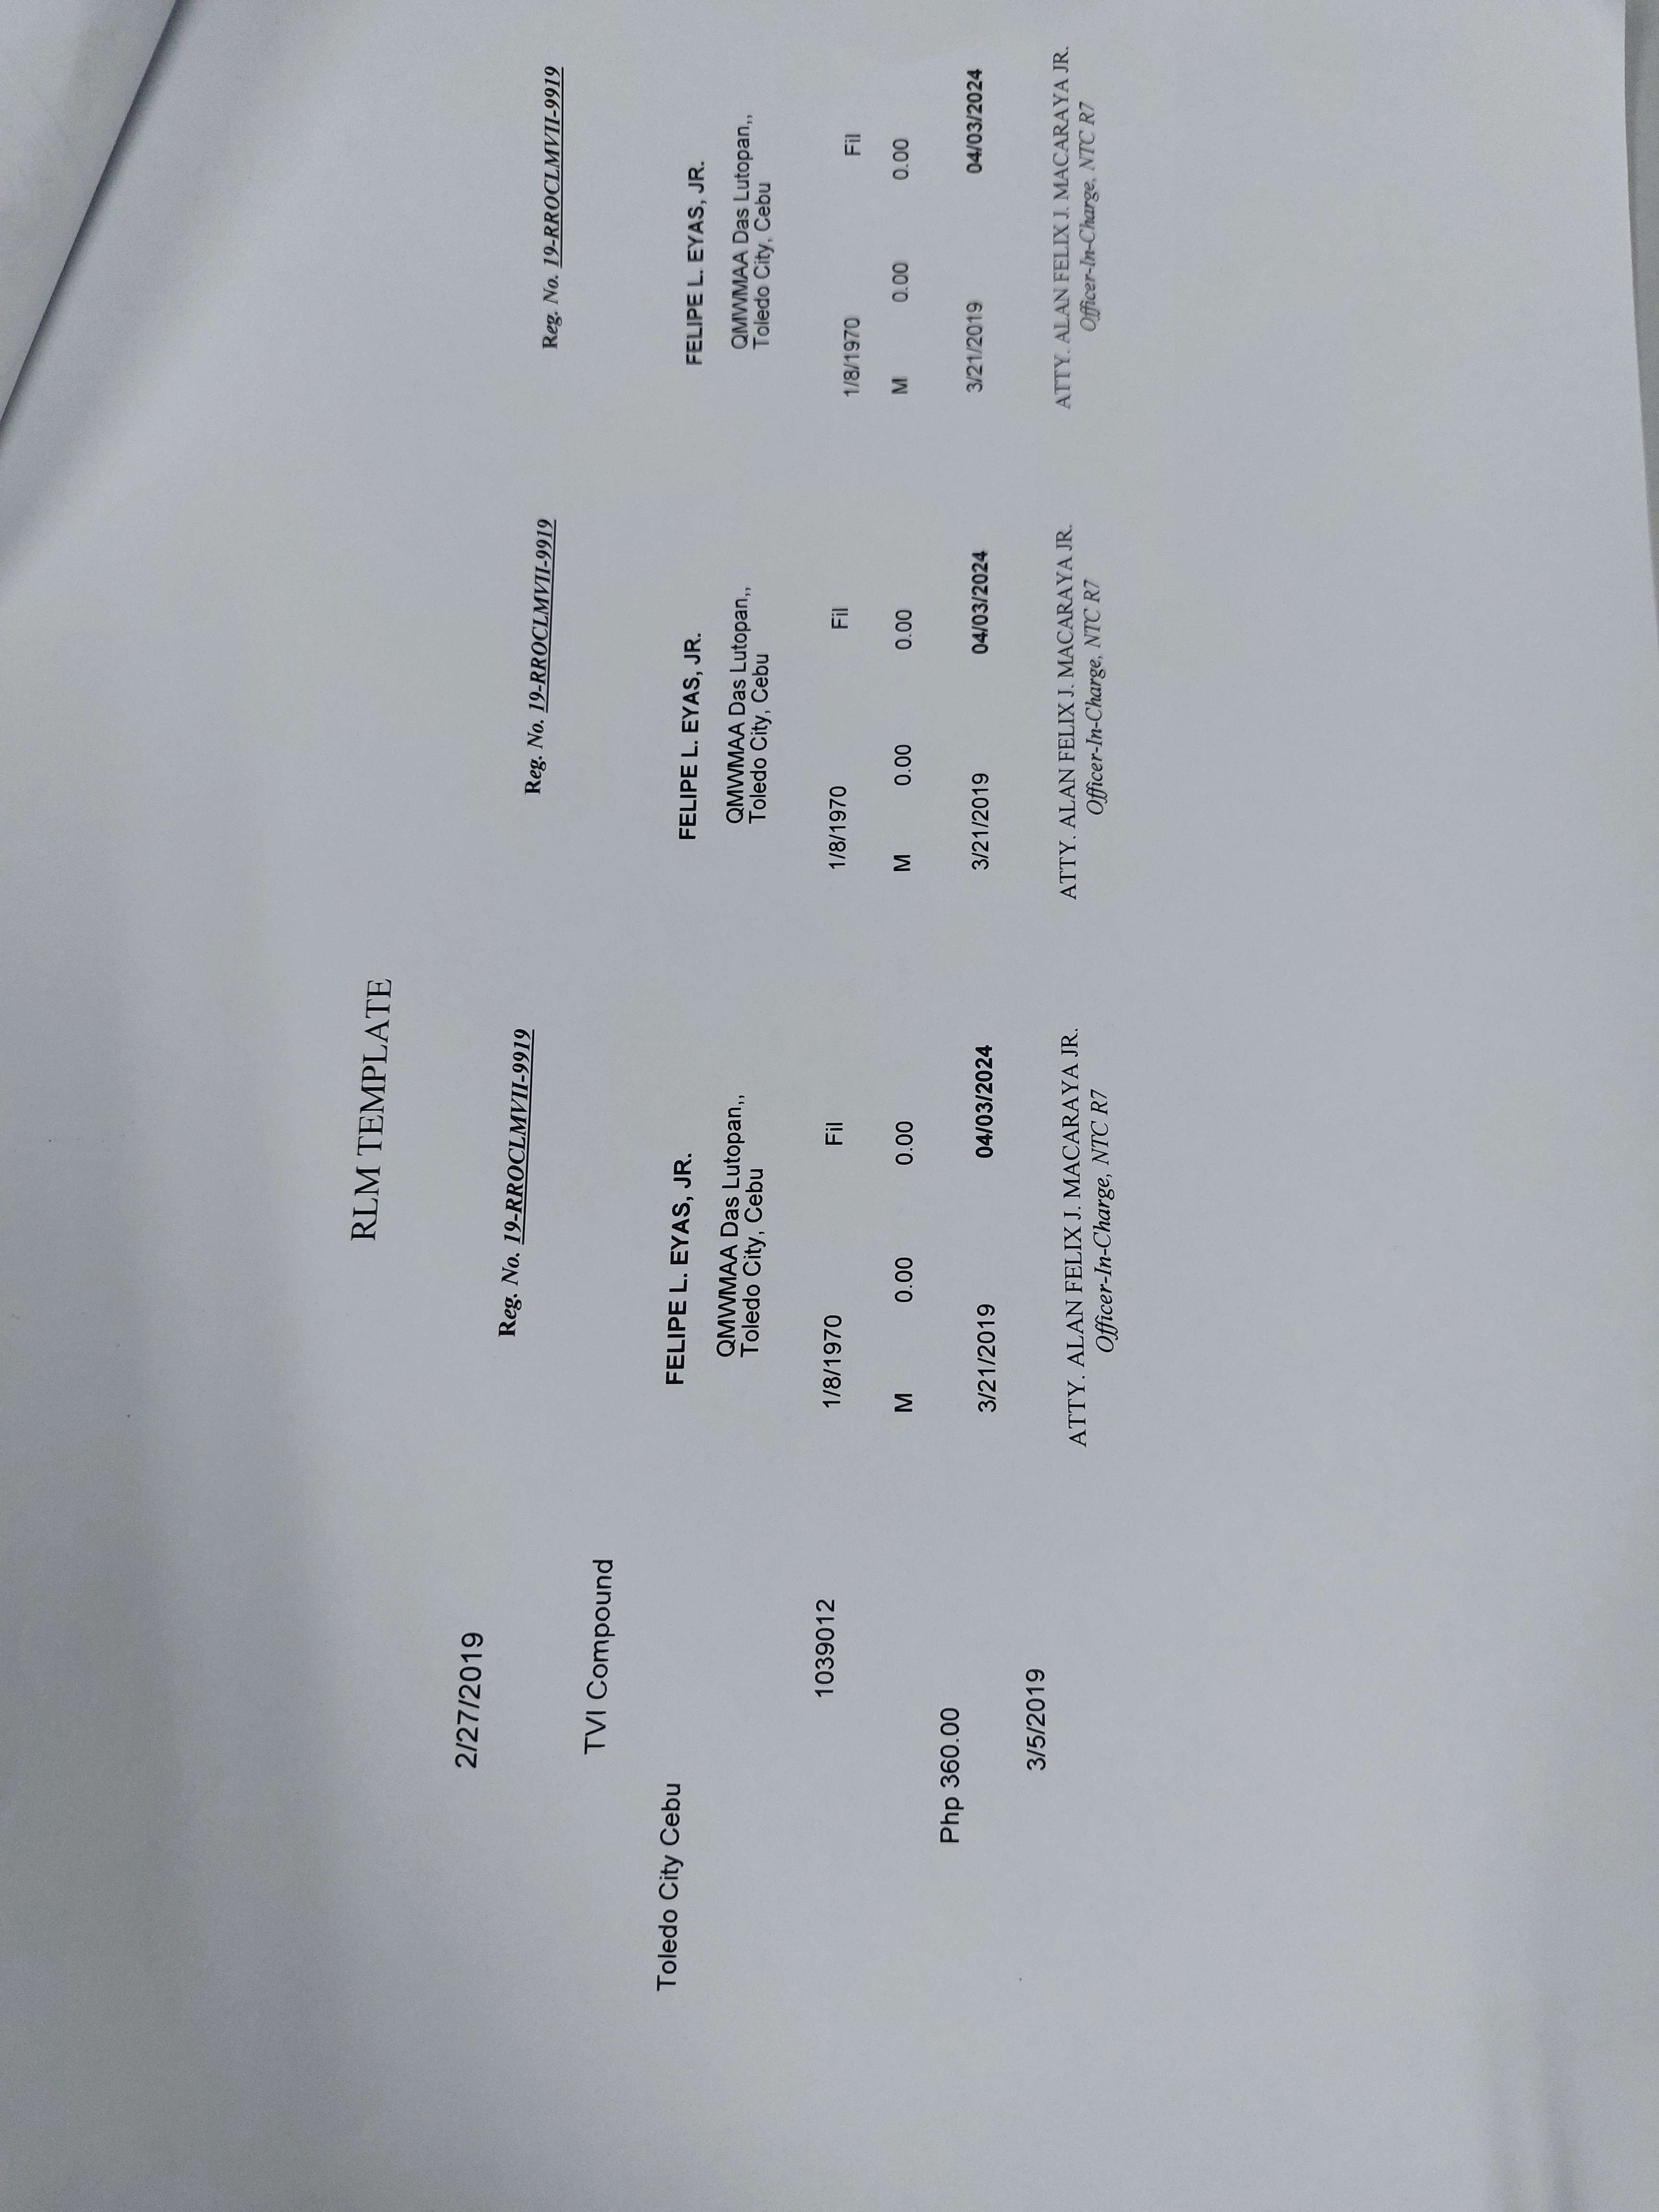 RLM TEMPLATE
2/27/2019
TVI Compound
Toledo City Cebu
1039012
Php 360.00
3/5/2019
Reg. No. 19-RROCLMVII-9919
FELIPE L. EYAS, JR.
QMWMAA Das Lutopan,,
Toledo City, Cebu
1/8/1970 Fil
M 0.00 0.00
3/21/2019 04/03/2024
ATTY. ALAN FELIX J. MACARAYA JR.
Officer-In-Charge, NTC R7
Reg. No. 19-RROCLMVII-9919
FELIPE L. EYAS, JR.
QMWMAA Das Lutopan,,
Toledo City, Cebu
1/8/1970 Fil
M 0.00 0.00
3/21/2019 04/03/2024
ATTY. ALAN FELIX J. MACARAYA JR.
Officer-In-Charge, NTC R7
Reg. No. 19-RROCLMVII-9919
FELIPE L. EYAS, JR.
QMWMAA Das Lutopan,,
Toledo City, Cebu
1/8/1970 Fil
M 0.00 0.00
3/21/2019 04/03/2024
ATTY. ALAN FELIX J. MACARAYA JR.
Officer-In-Charge, NTC R7